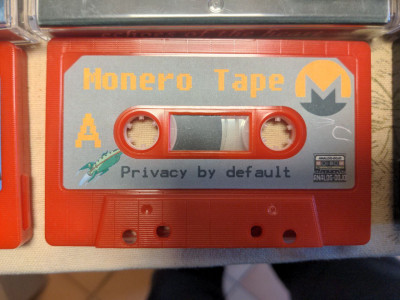 Monero Tape
A
Privacy by default